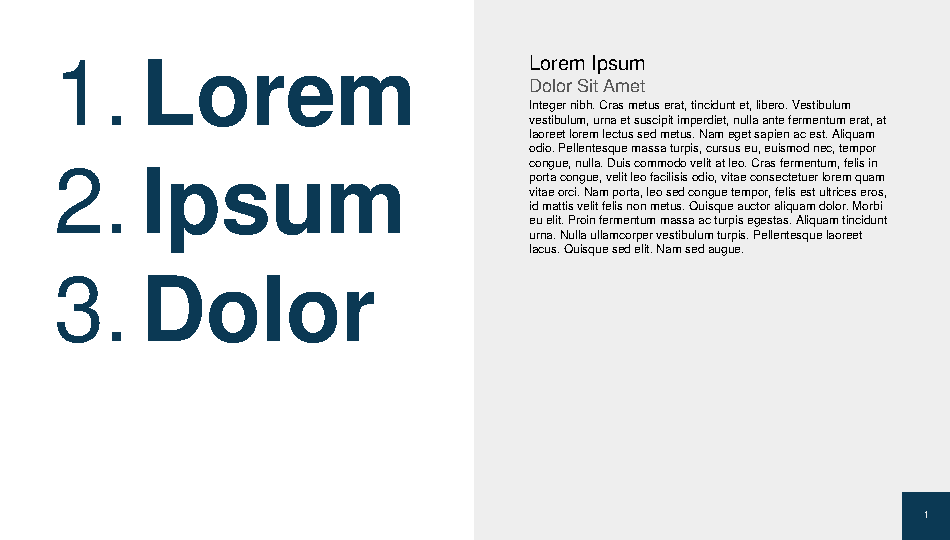 1. Lorem
2. Ipsum
3. Dolor
Lorem Ipsum
Dolor Sit Amet
Integer nibh. Cras metus erat, tincidunt et, libero. Vestibulum
vestibulum, urna et suscipit imperdiet, nulla ante fermentum erat, at
laoreet lorem lectus sed metus. Nam eget sapien ac est. Aliquam
odio. Pellentesque massa turpis, cursus eu, euismod nec, tempor
congue, nulla. Duis commodo velit at leo. Cras fermentum, felis in
porta congue, velit leo facilisis odio, vitae consectetuer lorem quam
vitae orci. Nam porta, leo sed congue tempor, felis est ultrices eros,
id mattis velit felis non metus. Quisque auctor aliquam dolor. Morbi
eu elit. Proin fermentum massa ac turpis egestas. Aliquam tincidunt
urna. Nulla ullamcorper vestibulum turpis. Pellentesque laoreet
lacus. Quisque sed elit. Nam sed augue.
1